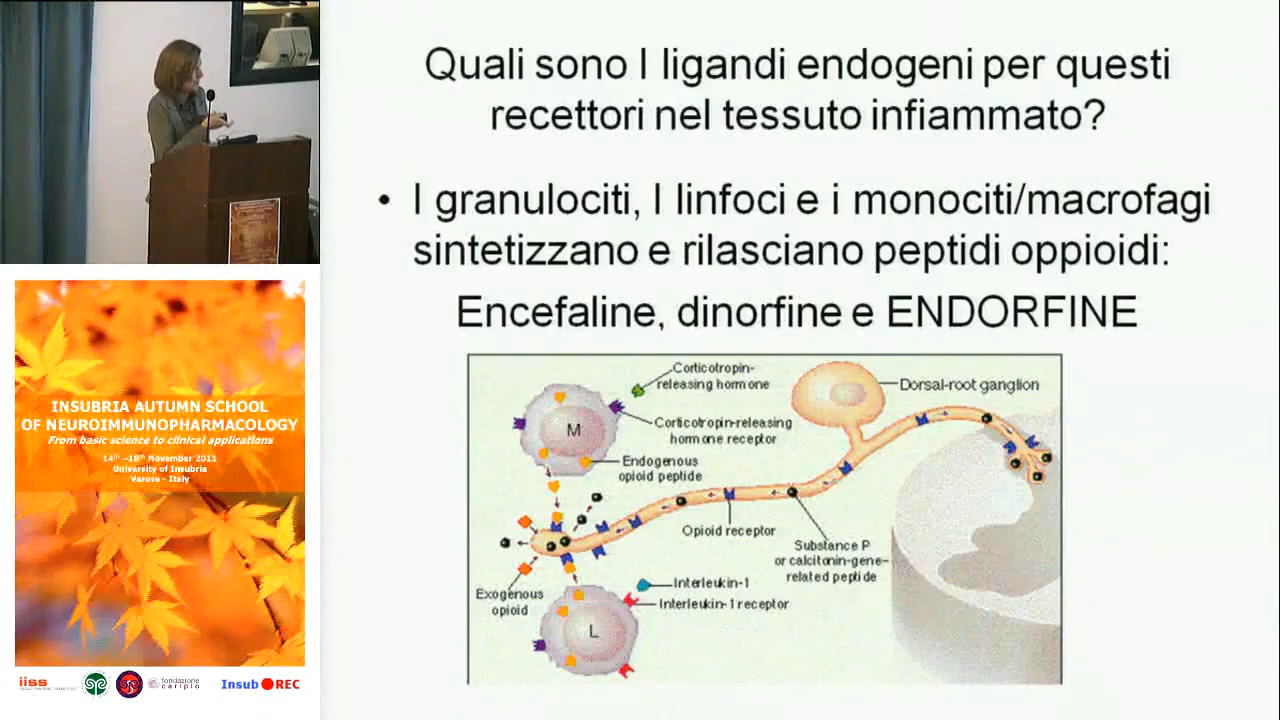 Quali sono I ligandi endogeni per questi
recettori nel tessuto infiammato?
• I granulociti, I linfoci e i monociti/macrofagi
sintetizzano e rilasciano peptidi oppioidi:
Encefaline, dinorfine e ENDORFINE
Corticotropin-
releasing hormone
Corticotropin-releasing
hormone receptor
Endogenous
opioid peptide
M
Dorsal-root ganglion
Opioid receptor
Substance P
or calcitonin-gene-
related peptide
Exogenous
opioid
Interleukin-1
Interleukin-1 receptor
L
INSUBRIA AUTUMN SCHOOL
OF NEUROIMMUNOPHARMACOLOGY
From basic science to clinical applications
14th -18th November 2011
University of Insubria
Varese - Italy
iiss
fondazione
cariplo
Insub REC